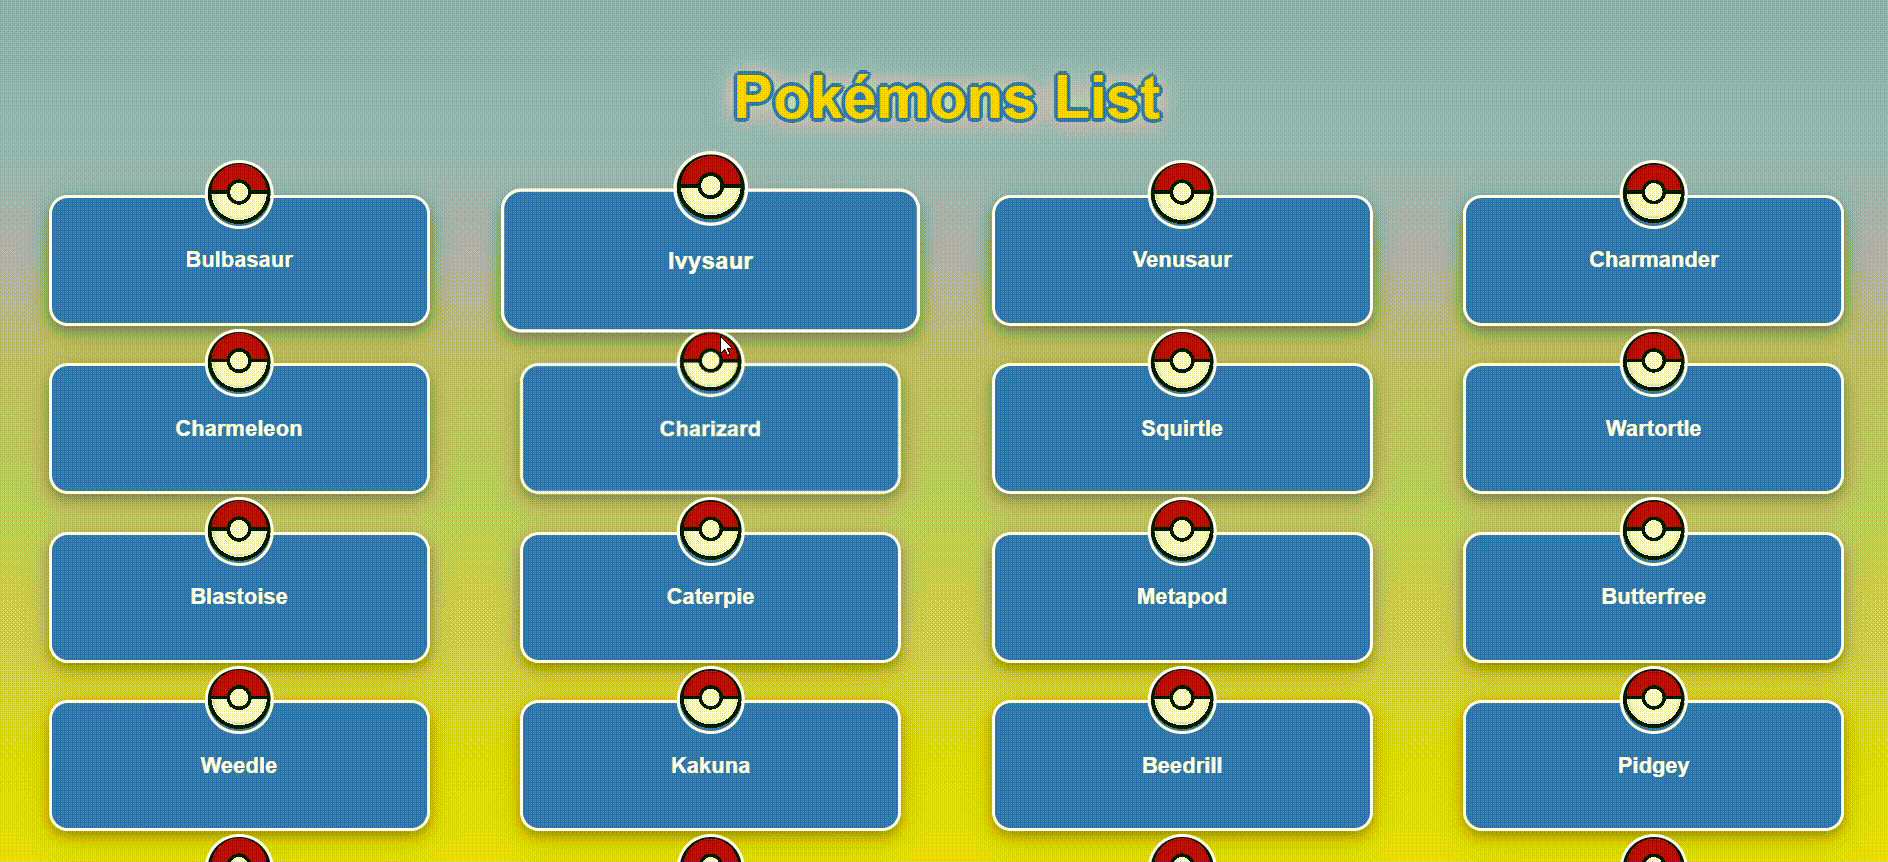 Pokémons List
Bulbasaur
Ivysaur
Venusaur
Charmander
Charmeleon
Charizard
Squirtle
Wartortle
Blastoise
Caterpie
Metapod
Butterfree
Weedle
Kakuna
Beedrill
Pidgey